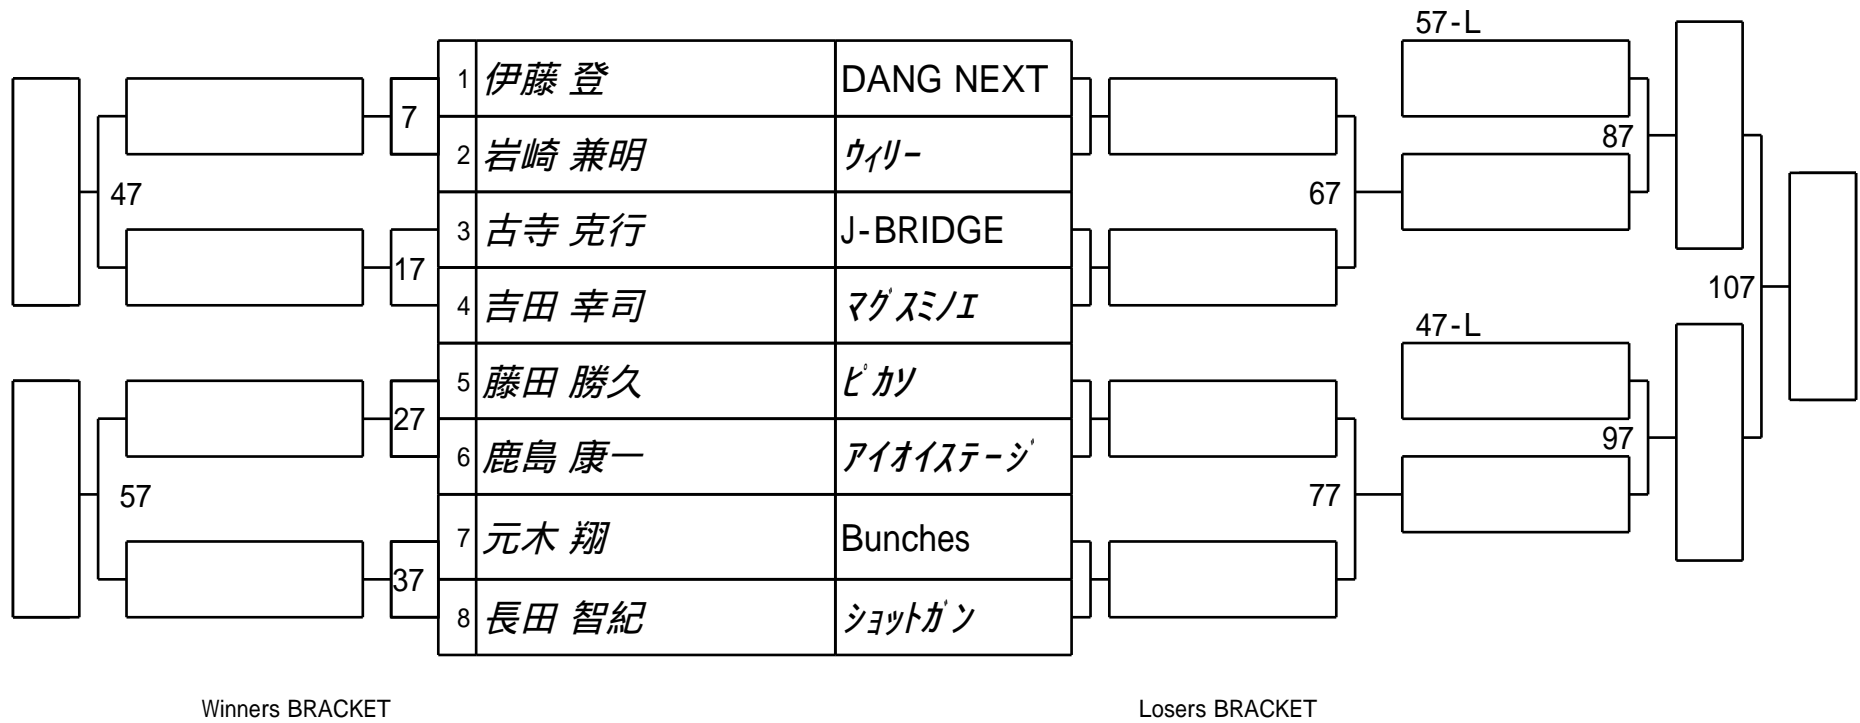 57-L
1 伊藤 登 DANG NEXT
7
87
2 岩崎 兼明 ウィリー
47
67
3 古寺 克行 J-BRIDGE
17
107
4 吉田 幸司 マグスミノエ
47-L
5 藤田 勝久 ピカソ
27
97
6 鹿島 康一 アイオイステージ
57
77
7 元木 翔 Bunches
37
8 長田 智紀 ショットガン
Winners BRACKET
Losers BRACKET